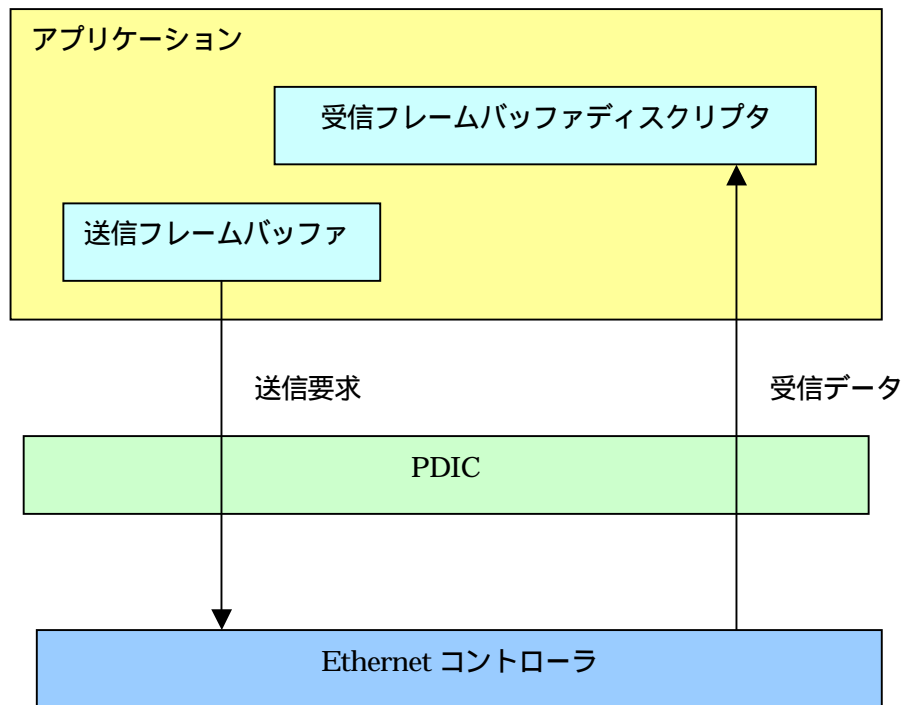 アプリケーション
受信フレームバッファディスクリプタ
送信フレームバッファ
送信要求
受信データ
PDIC
Ethernet コントローラ